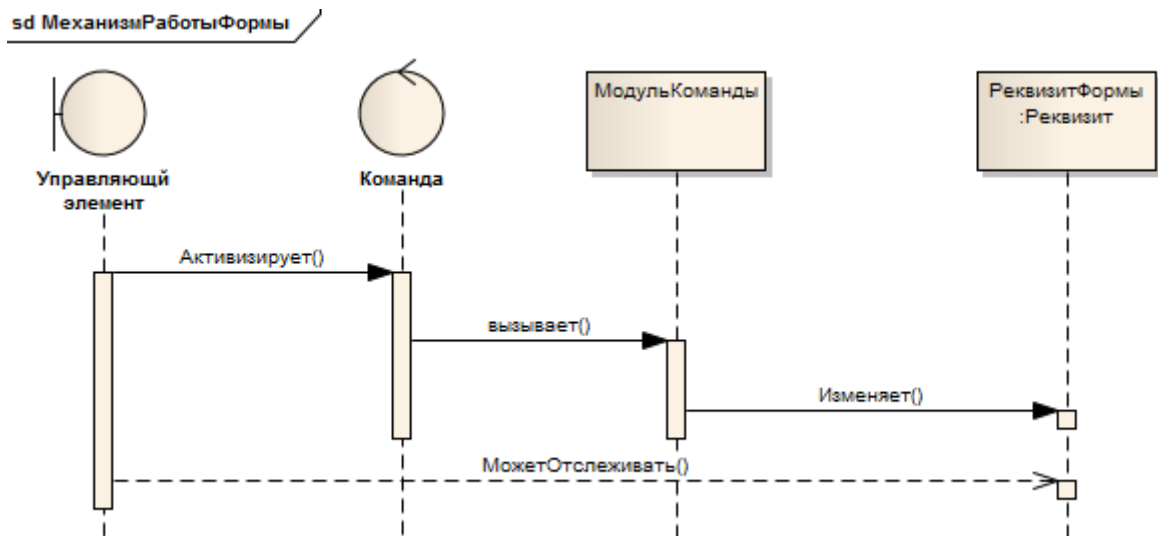 sd МеханизмРаботыФормы
МодульКоманды
РеквизитФормы
:Реквизит
Управляющй
элемент
Команда
Активизирует()
вызывает()
Изменяет()
МожетОтслеживать()